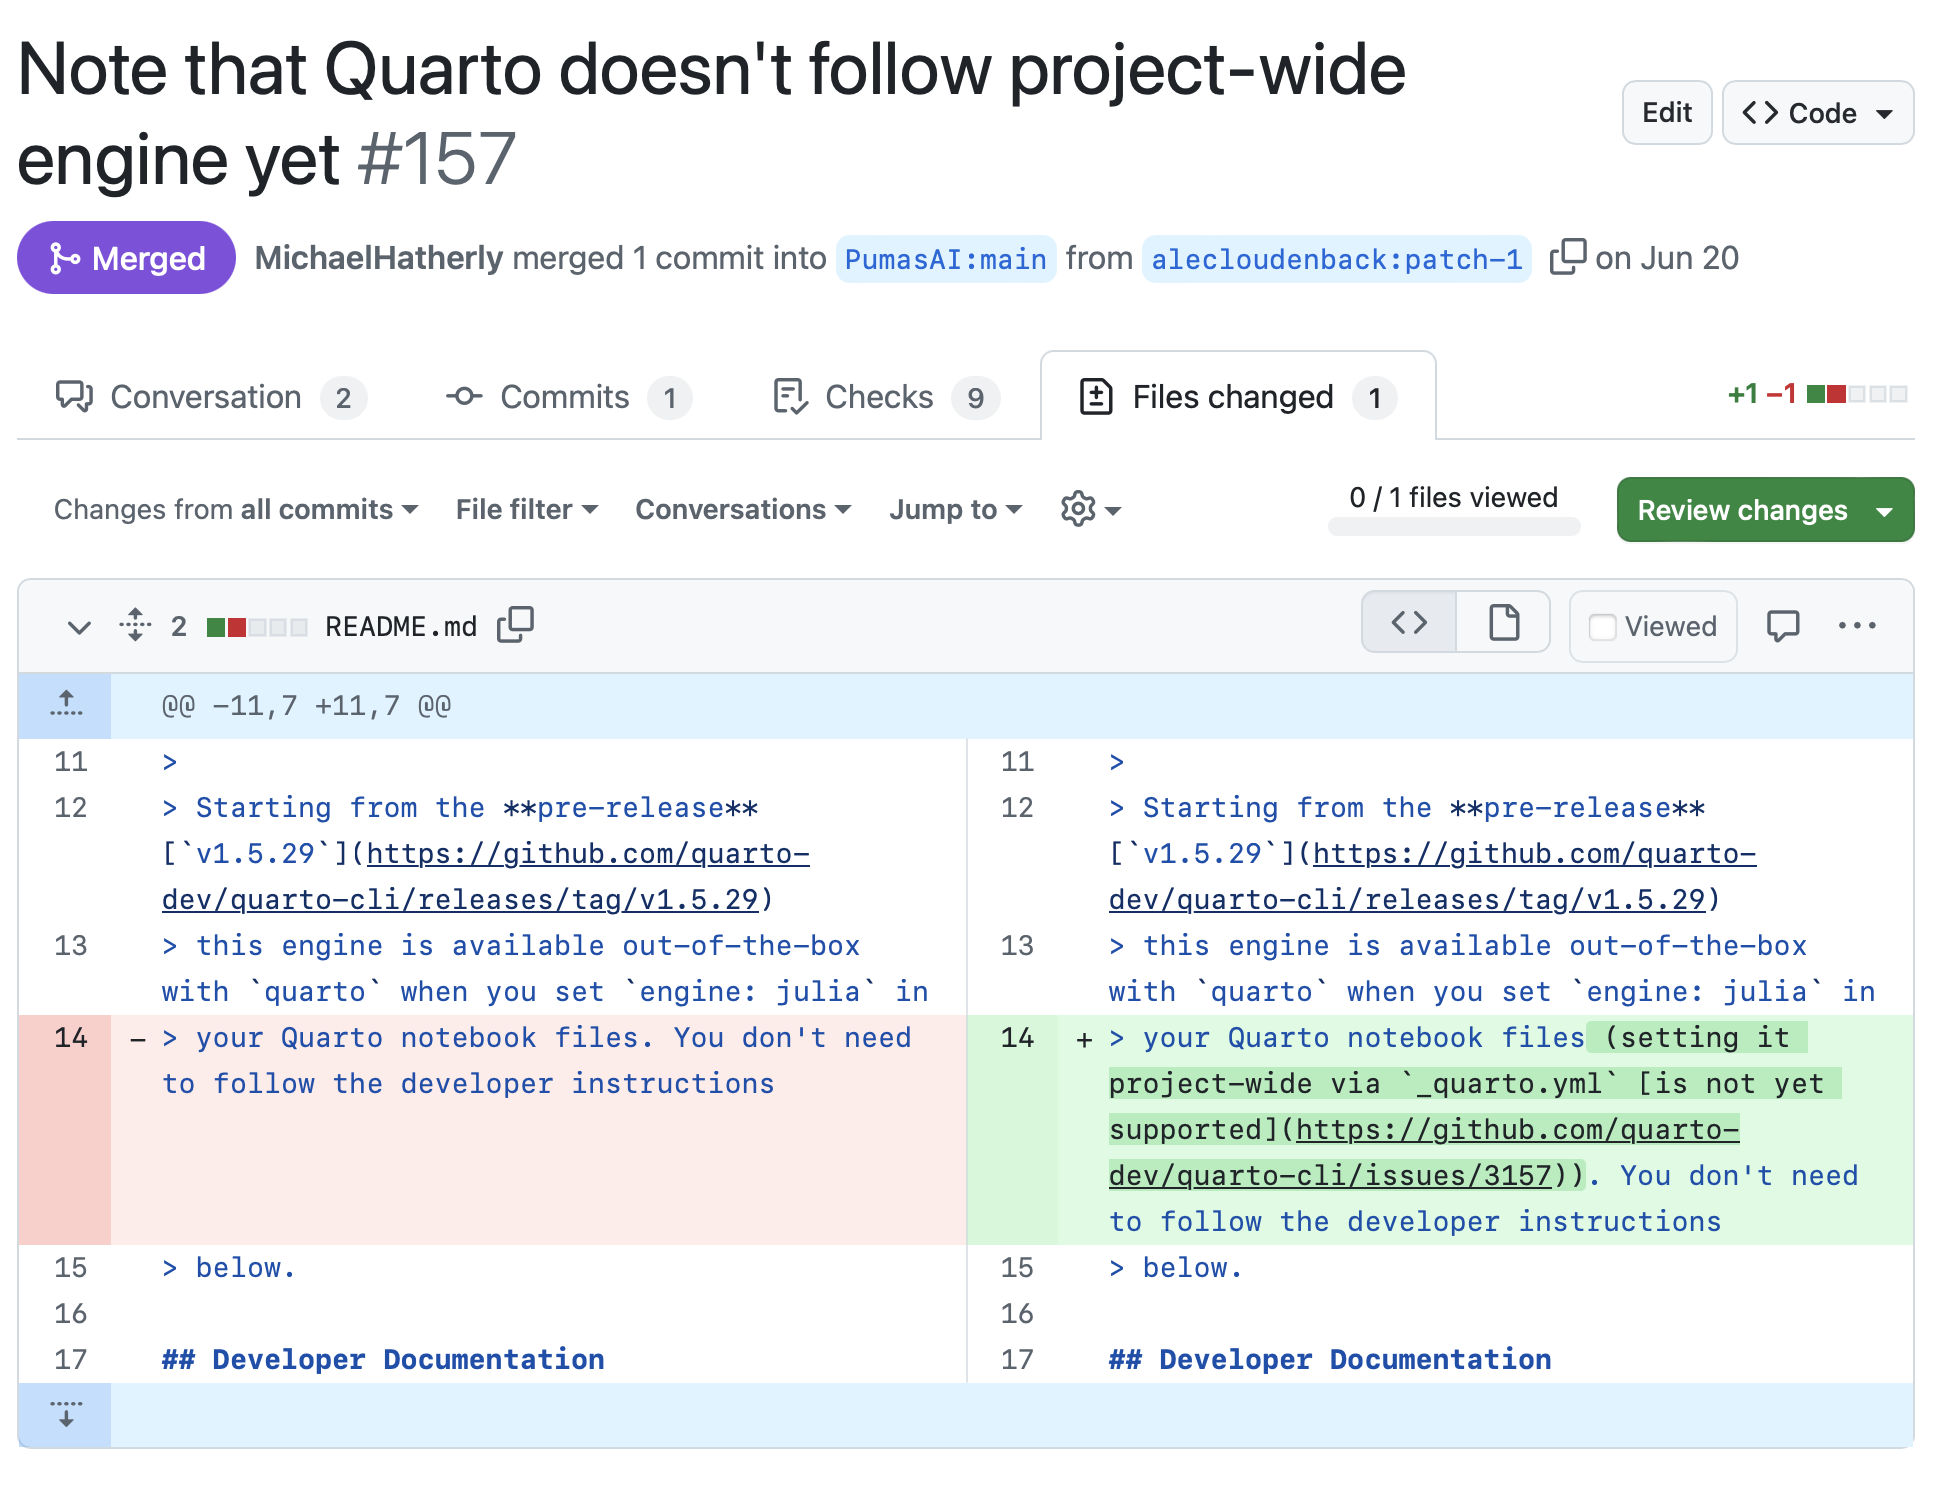 Note that Quarto doesn't follow project-wide
engine yet #157
Edit
Code
Merged
MichaelHatherly merged 1 commit into PumasAI:main from alecloudenback:patch-1 on Jun 20
Conversation 2
Commits 1
Checks 9
Files changed 1
+1 −1
Changes from all commits
File filter
Conversations
Jump to
0 / 1 files viewed
Review changes
2
README.md
Viewed
@@ -11,7 +11,7 @@
11 >
12 > Starting from the **pre-release**
[`v1.5.29`](https://github.com/quarto-
dev/quarto-cli/releases/tag/v1.5.29)
13 > this engine is available out-of-the-box
with `quarto` when you set `engine: julia` in
14 - > your Quarto notebook files. You don't need
to follow the developer instructions
15 > below.
16
17 ## Developer Documentation
11 >
12 > Starting from the **pre-release**
[`v1.5.29`](https://github.com/quarto-
dev/quarto-cli/releases/tag/v1.5.29)
13 > this engine is available out-of-the-box
with `quarto` when you set `engine: julia` in
14 + > your Quarto notebook files (setting it
project-wide via `_quarto.yml` [is not yet
supported](https://github.com/quarto-
dev/quarto-cli/issues/3157)). You don't need
to follow the developer instructions
15 > below.
16
17 ## Developer Documentation